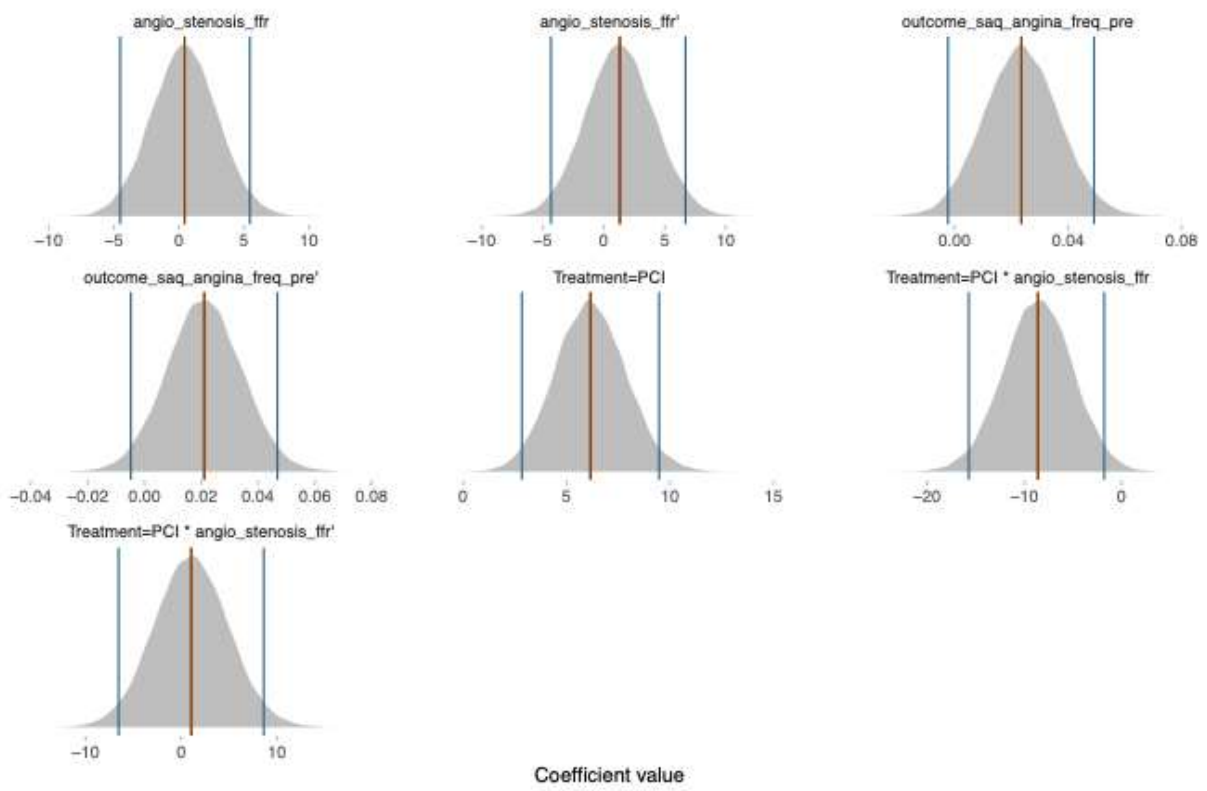 angio_stenosis_ffr angio_stenosis_ffr' outcome_saq_angina_freq_pre
−10 −5 0 5 10 −10 −5 0 5 10 0.00 0.04 0.08
outcome_saq_angina_freq_pre' Treatment=PCI Treatment=PCI * angio_stenosis_ffr
−0.04 −0.02 0.00 0.02 0.04 0.06 0.08 0 5 10 15 −20 −10 0
Treatment=PCI * angio_stenosis_ffr'
−10 0 10
Coefficient value